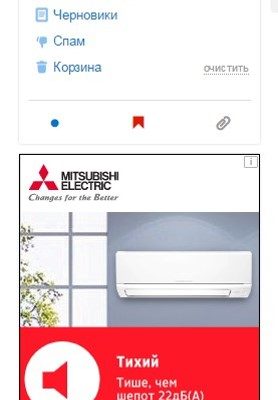 Черновики
Спам
Корзина
очистить
MITSUBISHI
ELECTRIC
Changes for the Better
Тихий
Тише, чем
шепот 22дБ(А)